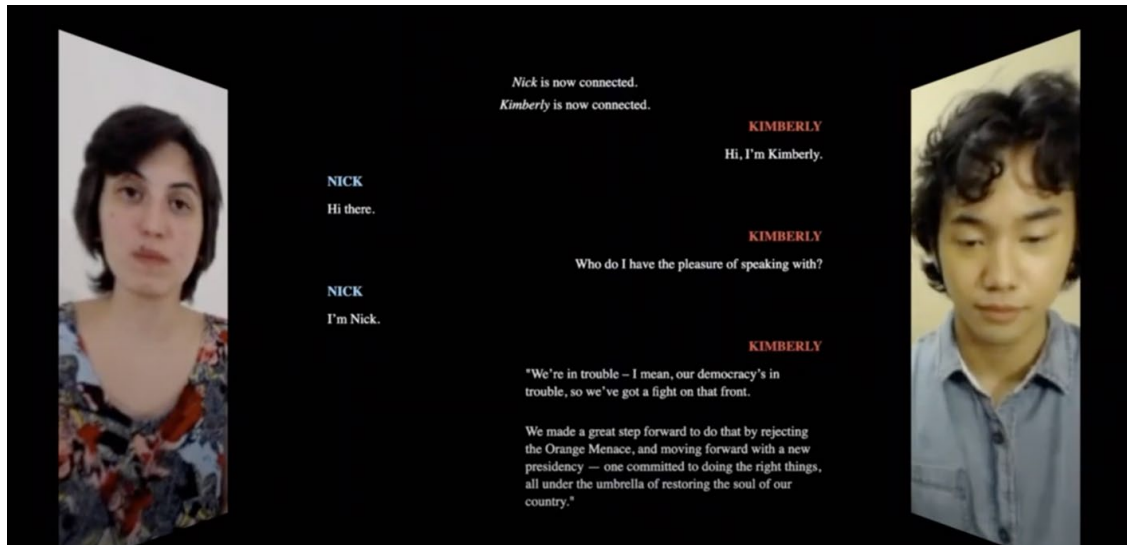 Nick is now connected.
Kimberly is now connected.
KIMBERLY
Hi, I'm Kimberly.
NICK
Hi there.
KIMBERLY
Who do I have the pleasure of speaking with?
NICK
I'm Nick.
KIMBERLY
"We're in trouble – I mean, our democracy's in
trouble, so we've got a fight on that front.
We made a great step forward to do that by rejecting
the Orange Menace, and moving forward with a new
presidency — one committed to doing the right things,
all under the umbrella of restoring the soul of our
country."